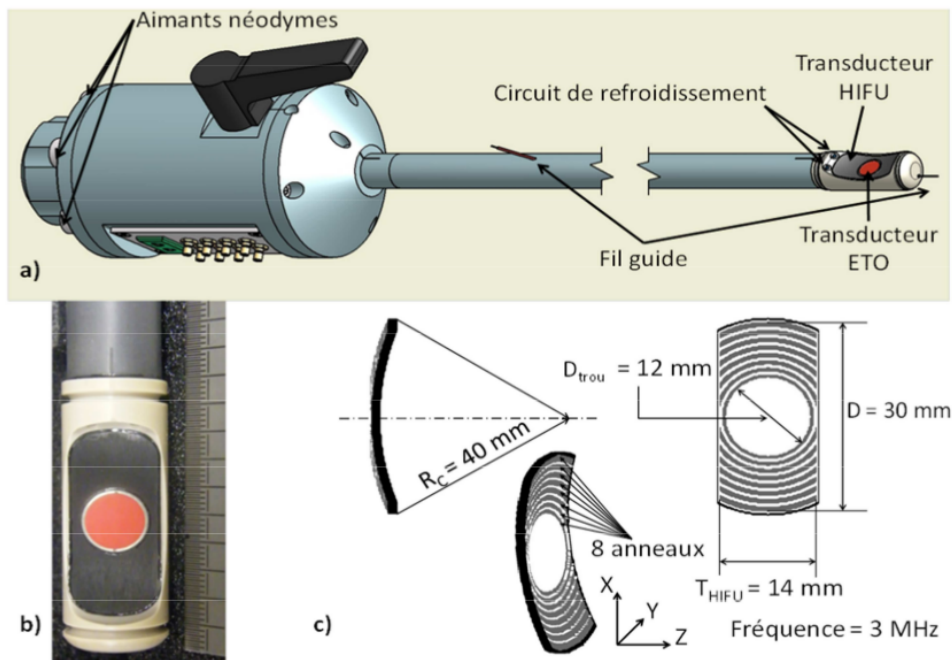 Aimants néodymes
Transducteur
HIFU
Circuit de refroidissement
Fil guide
Transducteur
ETO
a)
b)
D_trou = 12 mm
D = 30 mm
R_C = 40 mm
8 anneaux
T_HIFU = 14 mm
X
Y
Z
Fréquence = 3 MHz
c)